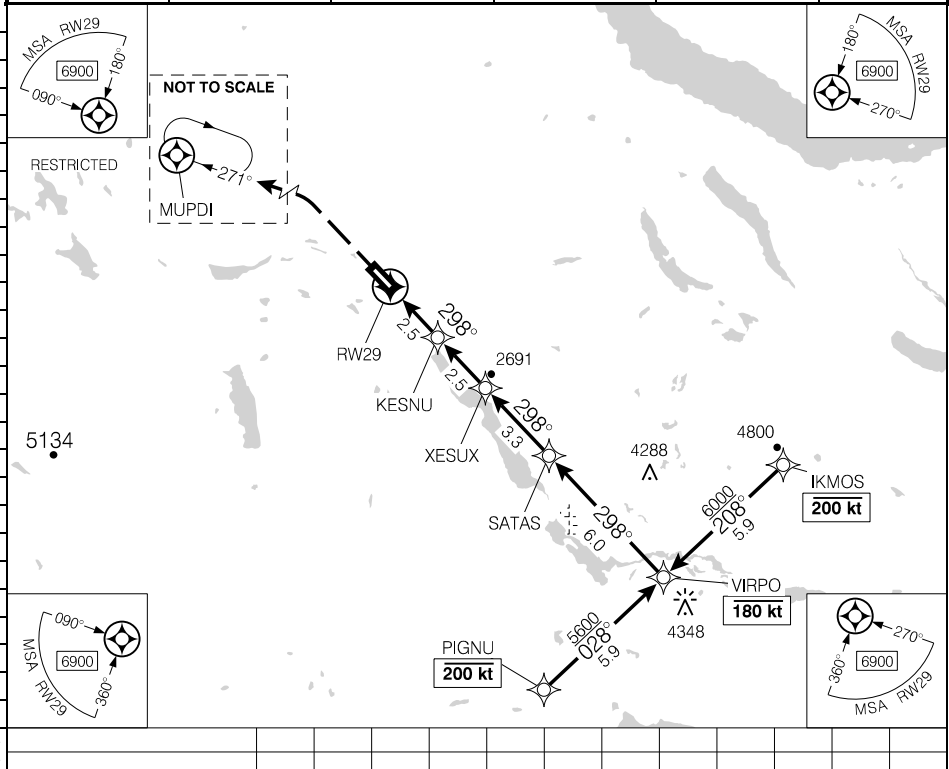 MSA RW29
6900
180°
090°
MSA RW29
6900
180°
270°
NOT TO SCALE
271°
MUPDI
RESTRICTED
RW29
298°
2.5
KESNU
2.5
2691
XESUX
298°
3.3
5134
SATAS
4288
4800
IKMOS
200 kt
6000
208°
5.9
298°
6.0
VIRPO
180 kt
4348
5600
028°
5.9
PIGNU
200 kt
090°
6900
360°
MSA RW29
270°
6900
360°
MSA RW29